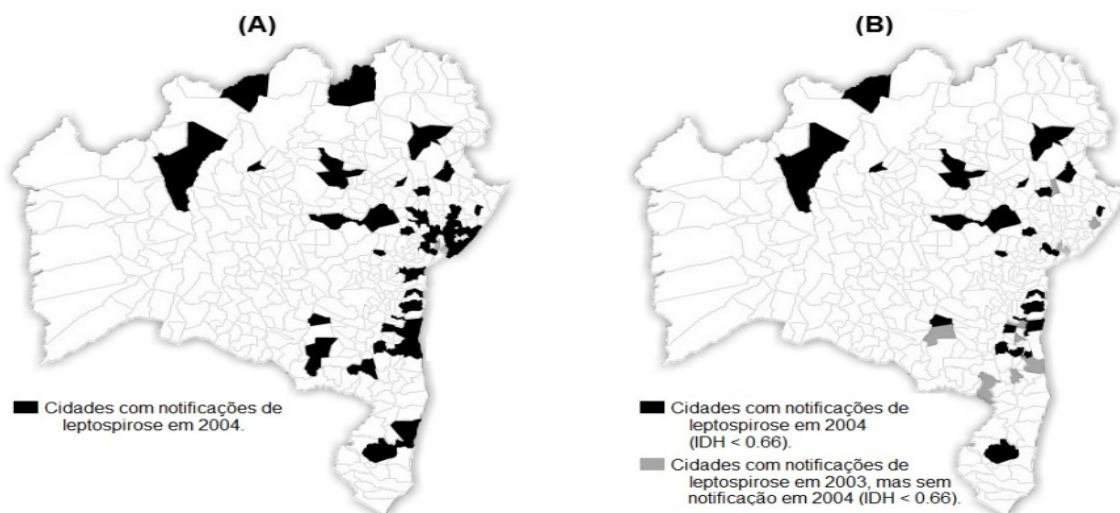 (A)
(B)
Cidades com notificações de
leptospirose em 2004.
Cidades com notificações de
leptospirose em 2004
(IDH < 0.66).
Cidades com notificações de
leptospirose em 2003, mas sem
notificação em 2004 (IDH < 0.66).